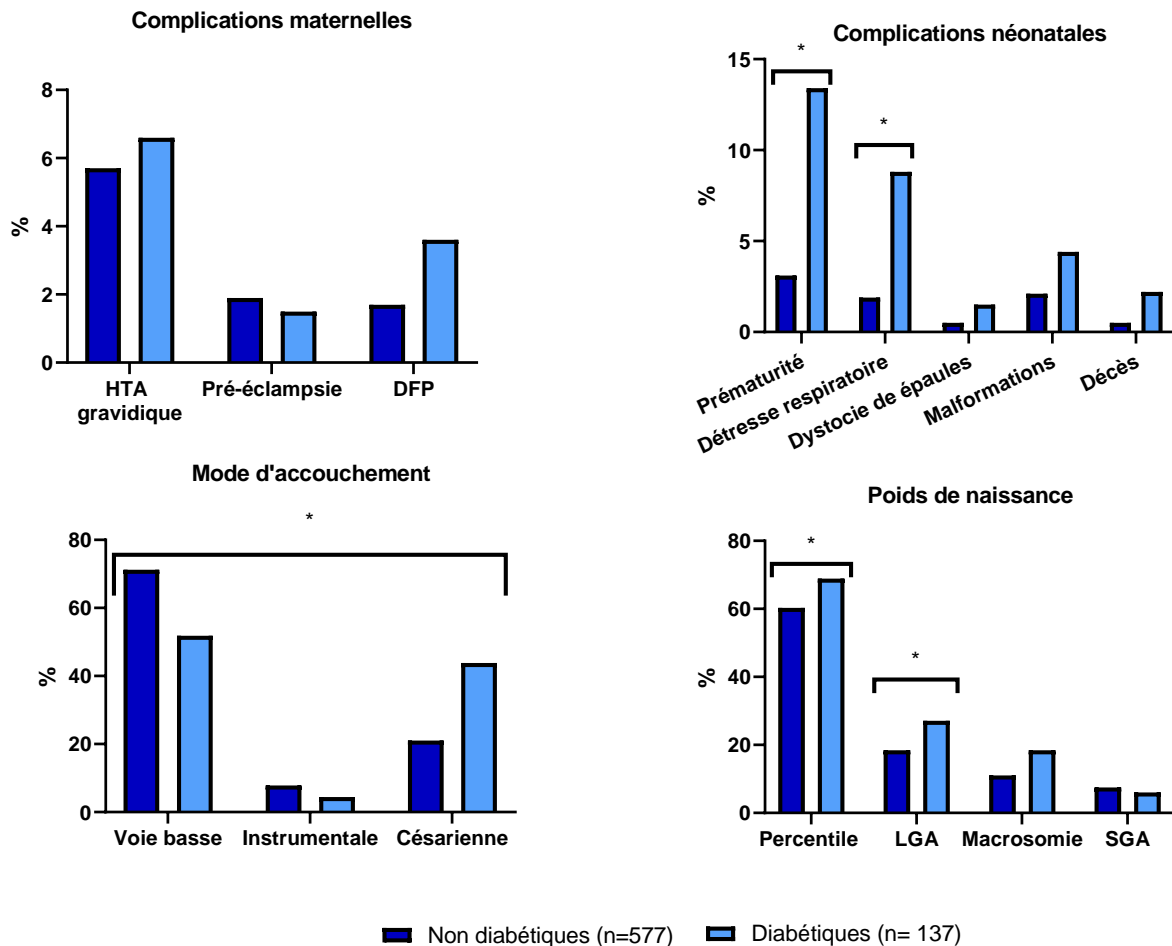 Complications maternelles
%
8
6
4
2
0
HTA
gravidique
Pré-éclampsie
DFP
Complications néonatales
%
15
10
5
0
*
*
Prématurité
Détresse respiratoire
Dystocie de épaules
Malformations
Décès
Mode d'accouchement
%
80
60
40
20
0
*
Voie basse
Instrumentale
Césarienne
Poids de naissance
%
80
60
40
20
0
*
*
Percentile
LGA
Macrosomie
SGA
Non diabétiques (n=577)
Diabétiques (n= 137)